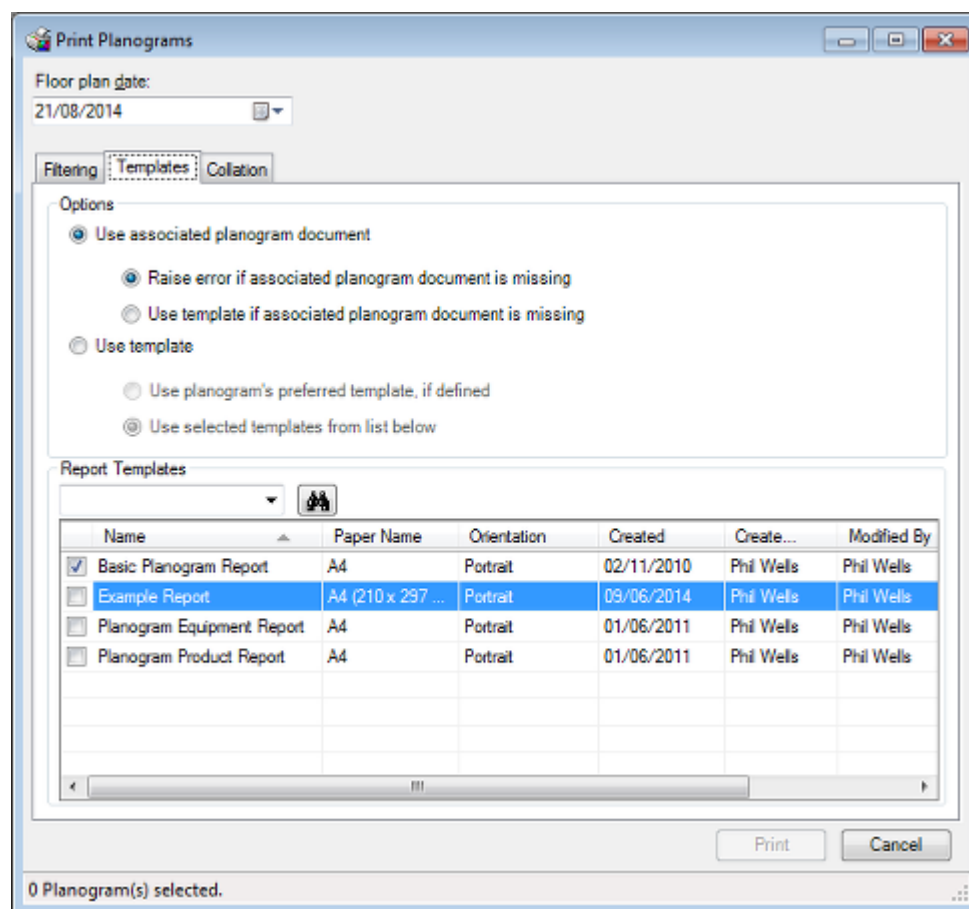 Print Planograms
Floor plan date:
21/08/2014
Filtering Templates Collation
Options
Use associated planogram document
Raise error if associated planogram document is missing
Use template if associated planogram document is missing
Use template
Use planogram's preferred template, if defined
Use selected templates from list below
Report Templates
Name Paper Name Orientation Created Create... Modified By
Basic Planogram Report A4 Portrait 02/11/2010 Phil Wells Phil Wells
Example Report A4 (210 x 297 ... Portrait 09/06/2014 Phil Wells Phil Wells
Planogram Equipment Report A4 Portrait 01/06/2011 Phil Wells Phil Wells
Planogram Product Report A4 Portrait 01/06/2011 Phil Wells Phil Wells
Print Cancel
0 Planogram(s) selected.